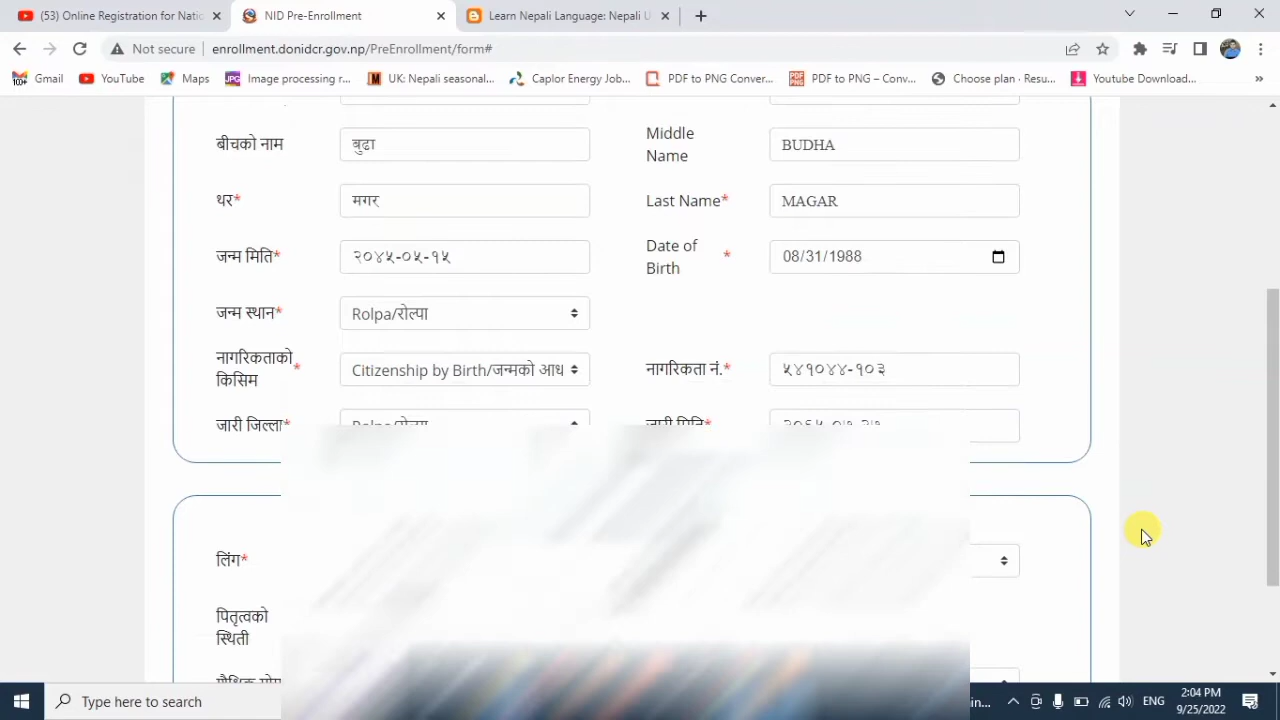 (53) Online Registration for Natio
NID Pre-Enrollment
Learn Nepali Language: Nepali U
Not secure
enrollment.donidcr.gov.np/PreEnrollment/form#
Gmail
YouTube
Maps
Image processing r...
UK: Nepali seasonal...
Caplor Energy Job...
PDF to PNG Conver...
PDF to PNG – Conv...
Choose plan‹ Resu...
Youtube Download...
»
बीचको नाम
बुढा
Middle
Name
BUDHA
थर*
मगर
Last Name*
MAGAR
जन्म मिति*
२०४५-०५-१५
Date of
Birth
*
08/31/1988
जन्म स्थान*
Rolpa/रोल्पा
नागरिकताको
किसिम
*
Citizenship by Birth/जन्मको आध
नागरिकता नं.*
५४१०४४-१०३
जारी जिल्ला*
Rolpa/रोल्पा
जारी मिति*
लिंग*
पितृत्वको
स्थिती
Type here to search
in...
ENG
2:04 PM
9/25/2022